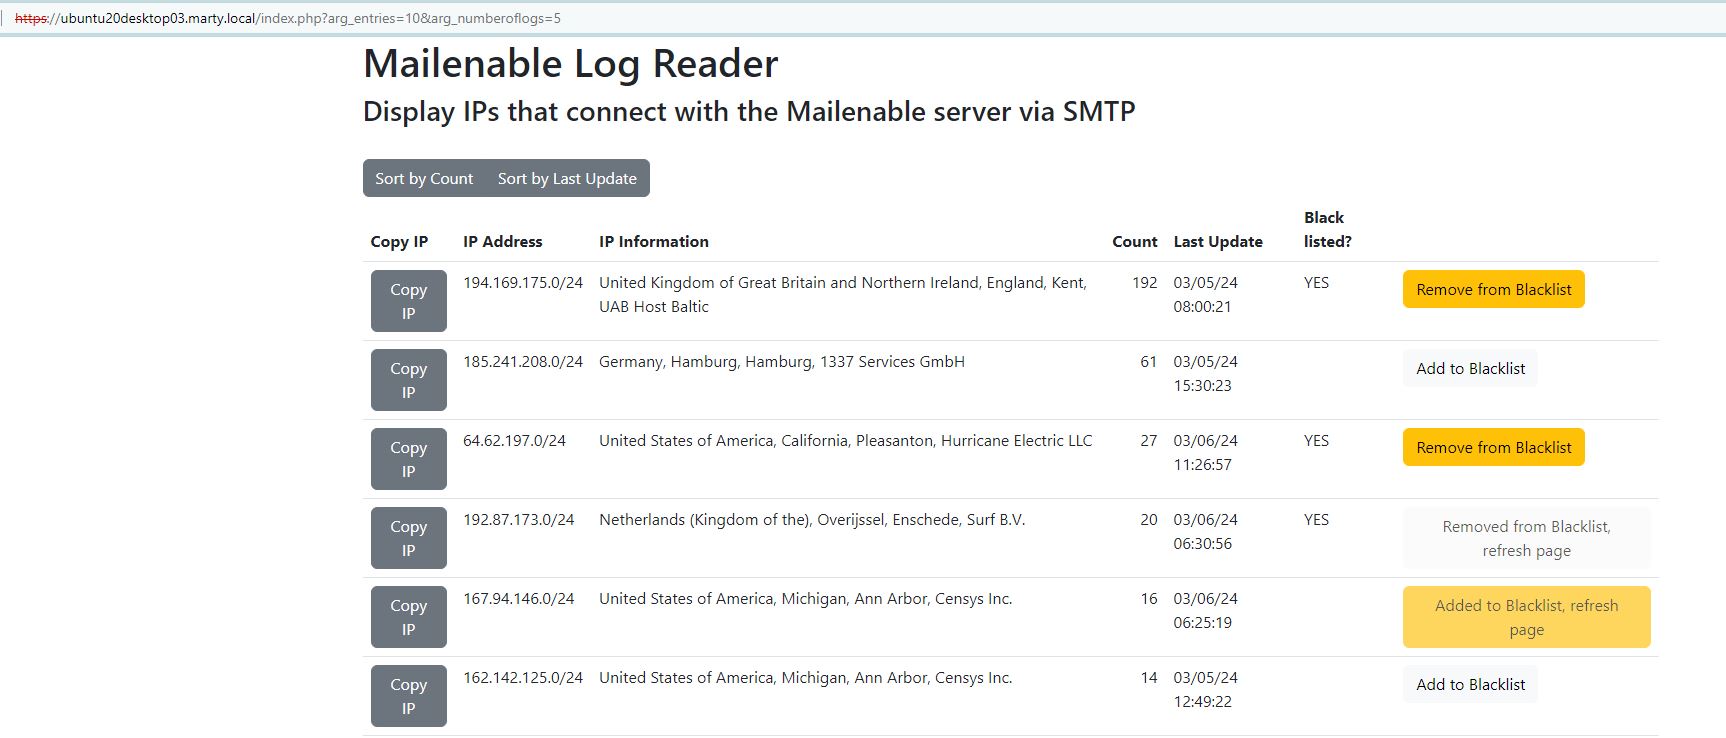 https://ubuntu20desktop03.marty.local/index.php?arg_entries=10&arg_numberoflogs=5
Mailenable Log Reader
Display IPs that connect with the Mailenable server via SMTP
Sort by Count Sort by Last Update
Black
Copy IP IP Address IP Information Count Last Update listed?
Copy 194.169.175.0/24 United Kingdom of Great Britain and Northern Ireland, England, Kent, 192 03/05/24 YES Remove from Blacklist
IP UAB Host Baltic 08:00:21
Copy 185.241.208.0/24 Germany, Hamburg, Hamburg, 1337 Services GmbH 61 03/05/24 Add to Blacklist
IP 15:30:23
Copy 64.62.197.0/24 United States of America, California, Pleasanton, Hurricane Electric LLC 27 03/06/24 YES Remove from Blacklist
IP 11:26:57
Copy 192.87.173.0/24 Netherlands (Kingdom of the), Overijssel, Enschede, Surf B.V. 20 03/06/24 YES Removed from Blacklist,
IP 06:30:56 refresh page
Copy 167.94.146.0/24 United States of America, Michigan, Ann Arbor, Censys Inc. 16 03/06/24 Added to Blacklist, refresh
IP 06:25:19 page
Copy 162.142.125.0/24 United States of America, Michigan, Ann Arbor, Censys Inc. 14 03/05/24 Add to Blacklist
IP 12:49:22